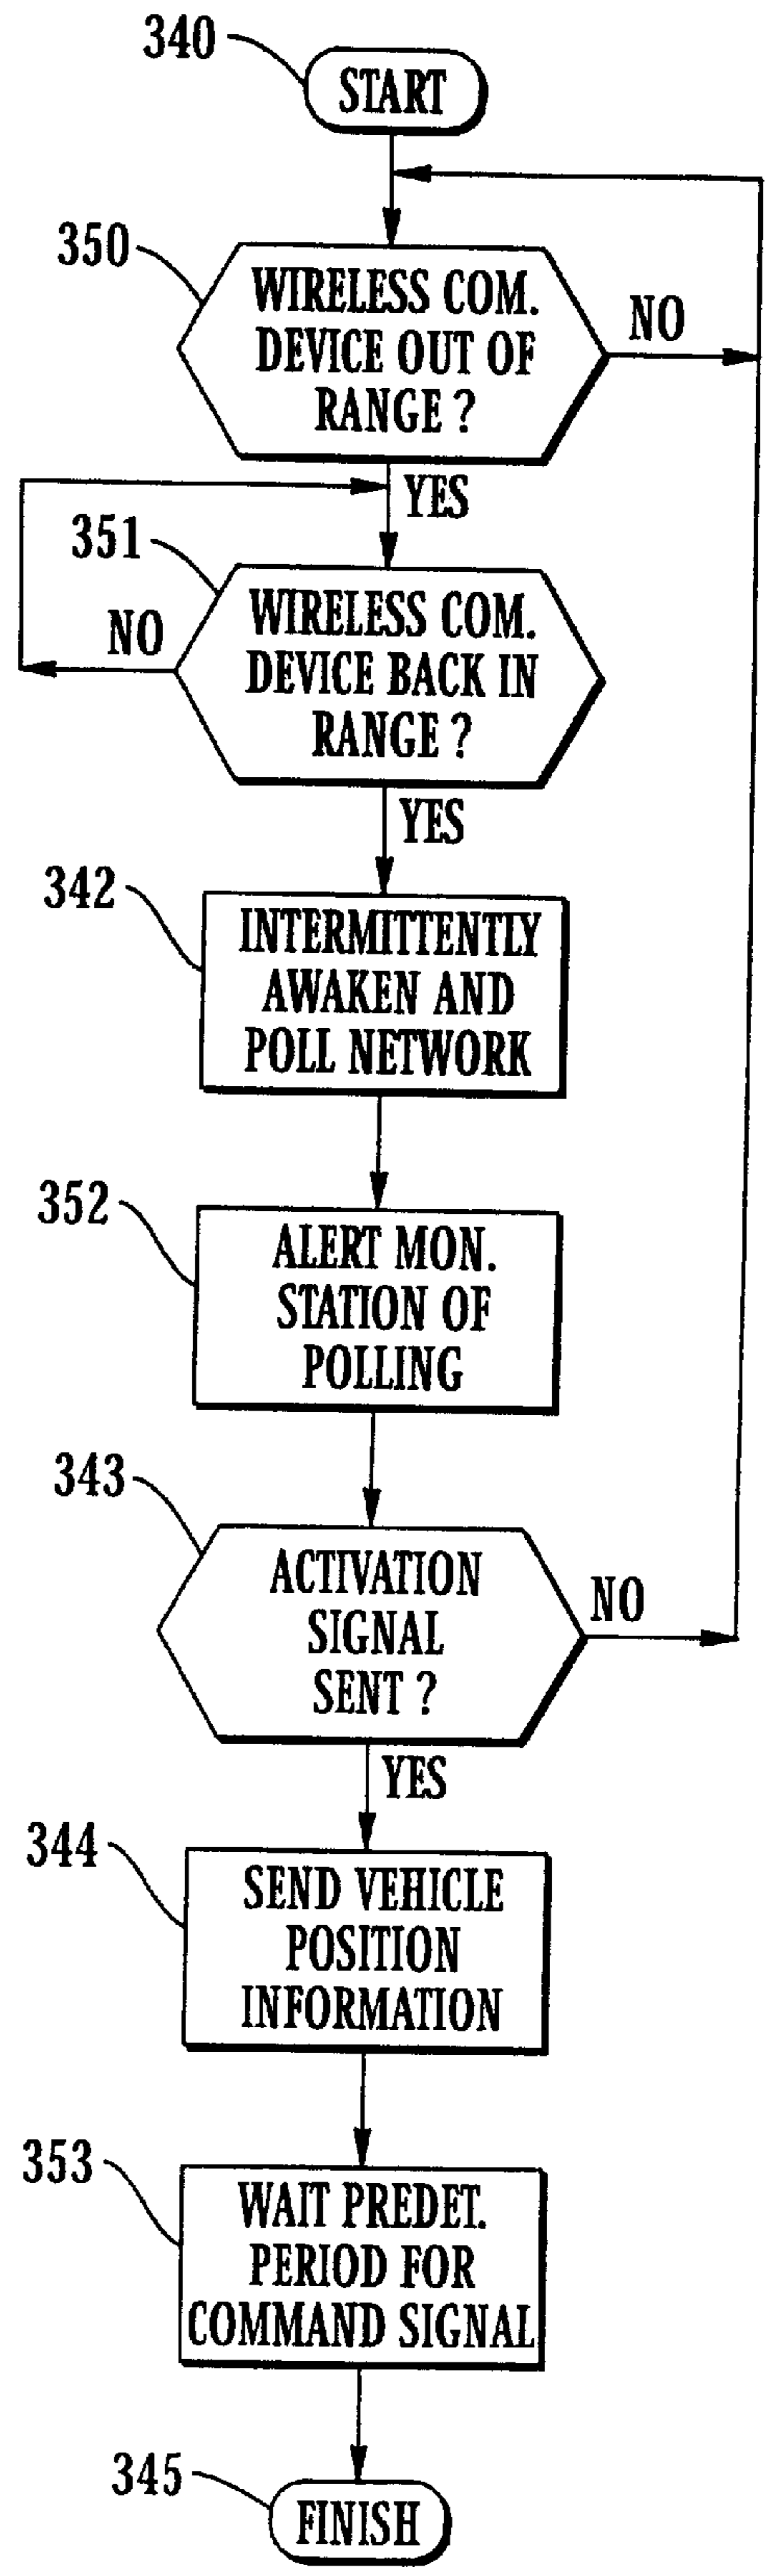 340
START
350
WIRELESS COM.
DEVICE OUT OF
RANGE ?
NO
YES
351
WIRELESS COM.
DEVICE BACK IN
RANGE ?
NO
YES
342
INTERMITTENTLY
AWAKEN AND
POLL NETWORK
352
ALERT MON.
STATION OF
POLLING
343
ACTIVATION
SIGNAL
SENT ?
NO
YES
344
SEND VEHICLE
POSITION
INFORMATION
353
WAIT PREDET.
PERIOD FOR
COMMAND SIGNAL
345
FINISH